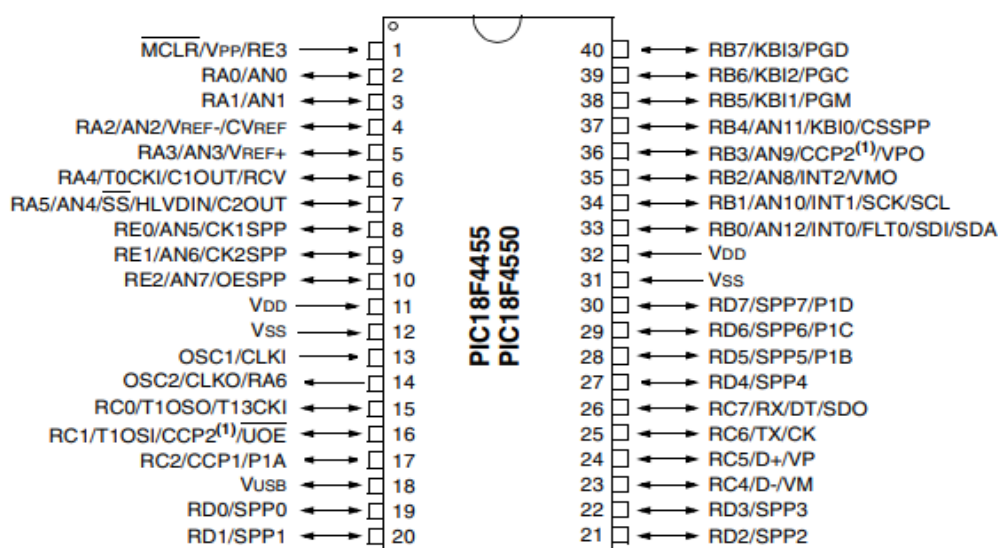 MCLR/VPP/RE3 1
RA0/AN0 2
RA1/AN1 3
RA2/AN2/VREF-/CVREF 4
RA3/AN3/VREF+ 5
RA4/T0CKI/C1OUT/RCV 6
RA5/AN4/SS/HLVDIN/C2OUT 7
RE0/AN5/CK1SPP 8
RE1/AN6/CK2SPP 9
RE2/AN7/OESPP 10
VDD 11
VSS 12
OSC1/CLKI 13
OSC2/CLKO/RA6 14
RC0/T1OSO/T13CKI 15
RC1/T1OSI/CCP2(1)/UOE 16
RC2/CCP1/P1A 17
VUSB 18
RD0/SPP0 19
RD1/SPP1 20
PIC18F4455
PIC18F4550
40 RB7/KBI3/PGD
39 RB6/KBI2/PGC
38 RB5/KBI1/PGM
37 RB4/AN11/KBI0/CSSPP
36 RB3/AN9/CCP2(1)/VPO
35 RB2/AN8/INT2/VMO
34 RB1/AN10/INT1/SCK/SCL
33 RB0/AN12/INT0/FLT0/SDI/SDA
32 VDD
31 VSS
30 RD7/SPP7/P1D
29 RD6/SPP6/P1C
28 RD5/SPP5/P1B
27 RD4/SPP4
26 RC7/RX/DT/SDO
25 RC6/TX/CK
24 RC5/D+/VP
23 RC4/D-/VM
22 RD3/SPP3
21 RD2/SPP2